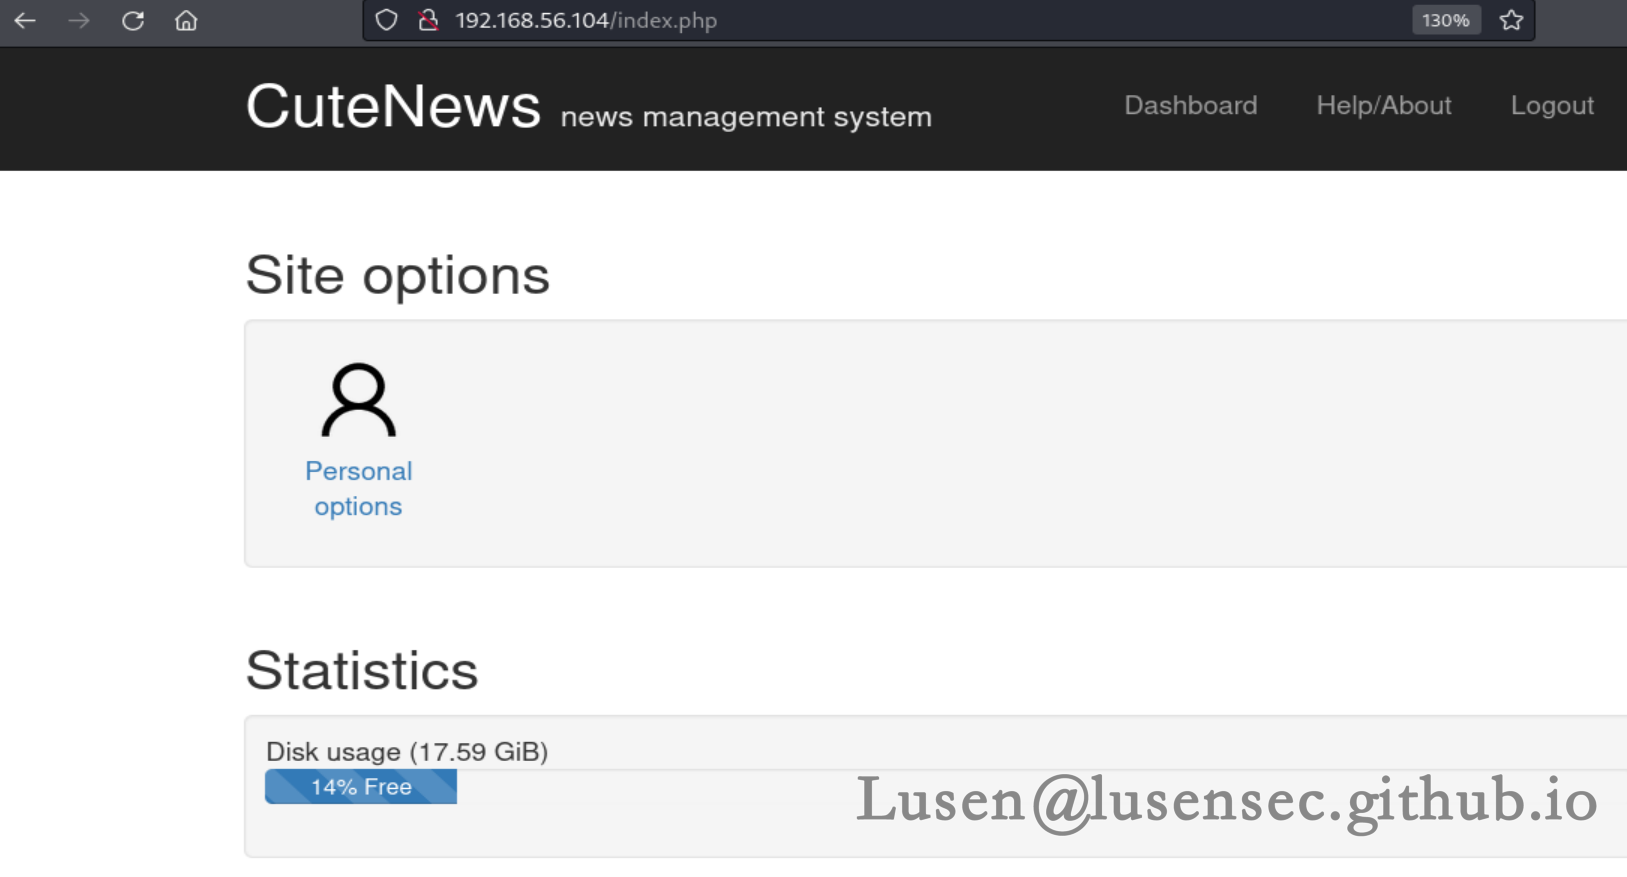 192.168.56.104/index.php
130%
CuteNews news management system
Dashboard Help/About Logout
Site options
Personal
options
Statistics
Disk usage (17.59 GiB)
14% Free
Lusen@lusensec.github.io